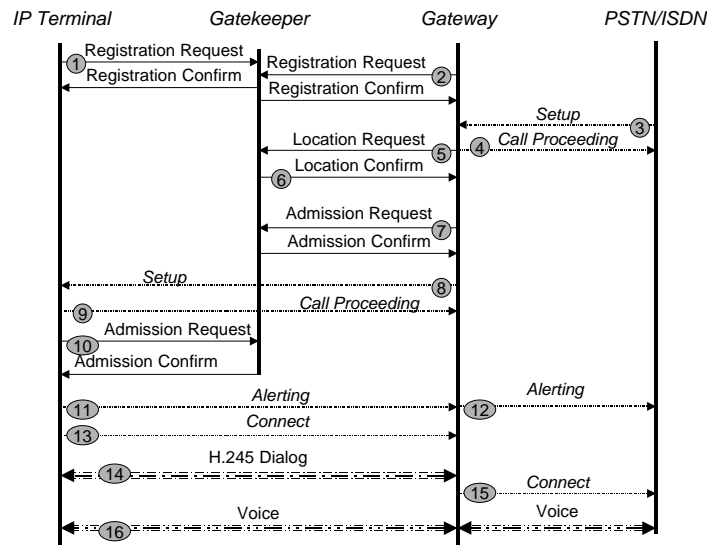 IP Terminal Gatekeeper Gateway PSTN/ISDN
1 Registration Request
Registration Request 2
Registration Confirm
Registration Confirm
Setup 3
Location Request 5
4 Call Proceeding
6 Location Confirm
Admission Request 7
Admission Confirm
Setup 8
9 Call Proceeding
10 Admission Request
Admission Confirm
11 Alerting
12 Alerting
13 Connect
H.245 Dialog
14
15 Connect
Voice
16
Voice